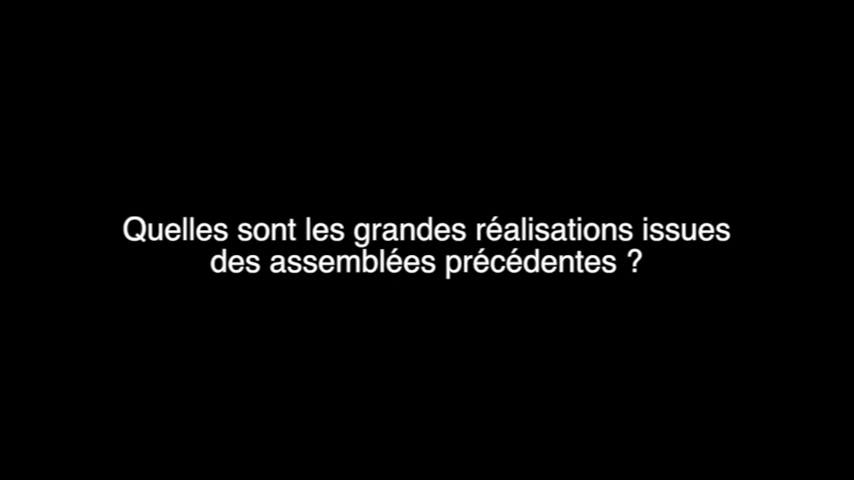 Quelles sont les grandes réalisations issues
des assemblées précédentes ?